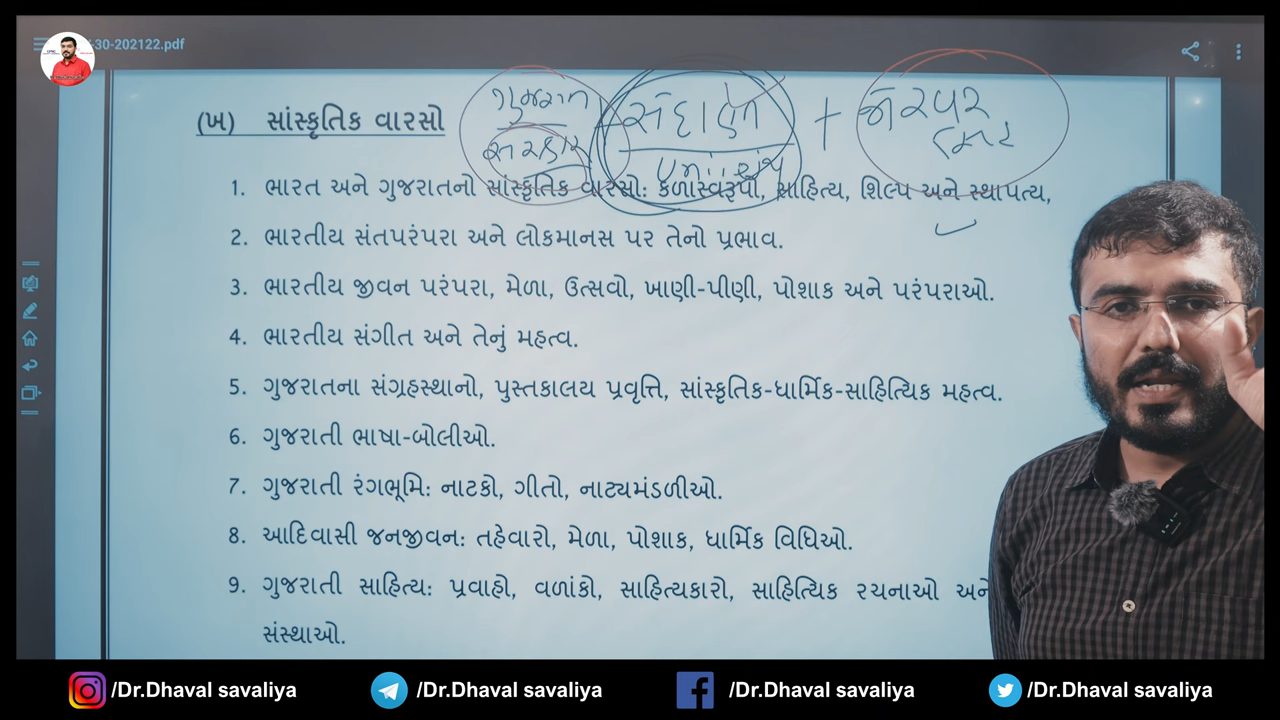 30-202122.pdf
(ખ) સાંસ્કૃતિક વારસો
ગુજરાત
સરકાર
+
1. ભારત અને ગુજરાતનો સાંસ્કૃતિક વારસો: કળાસ્વરૂપો, સાહિત્ય, શિલ્પ અને સ્થાપત્ય,
2. ભારતીય સંતપરંપરા અને લોકમાનસ પર તેનો પ્રભાવ.
3. ભારતીય જીવન પરંપરા, મેળા, ઉત્સવો, ખાણી-પીણી, પોશાક અને પરંપરાઓ.
4. ભારતીય સંગીત અને તેનું મહત્વ.
5. ગુજરાતના સંગ્રહસ્થાનો, પુસ્તકાલય પ્રવૃત્તિ, સાંસ્કૃતિક-ધાર્મિક-સાહિત્યિક મહત્વ.
6. ગુજરાતી ભાષા-બોલીઓ.
7. ગુજરાતી રંગભૂમિ: નાટકો, ગીતો, નાટ્યમંડળીઓ.
8. આદિવાસી જનજીવન: તહેવારો, મેળા, પોશાક, ધાર્મિક વિધિઓ.
9. ગુજરાતી સાહિત્ય: પ્રવાહો, વળાંકો, સાહિત્યકારો, સાહિત્યિક રચનાઓ અને
સંસ્થાઓ.
/Dr.Dhaval savaliya /Dr.Dhaval savaliya /Dr.Dhaval savaliya /Dr.Dhaval savaliya